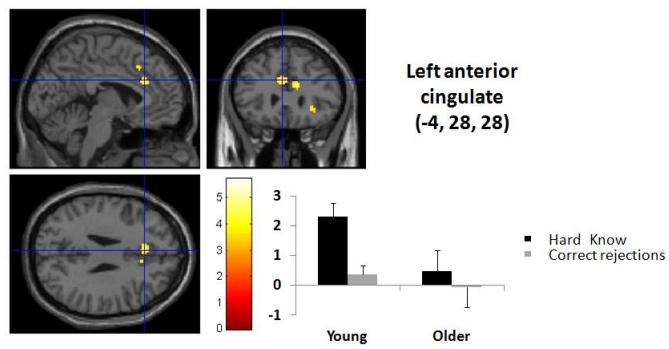 Left anterior
cingulate
(-4, 28, 28)
5
4
3
2
1
0
3
2
1
0
-1
Young
Older
Hard Know
Correct rejections